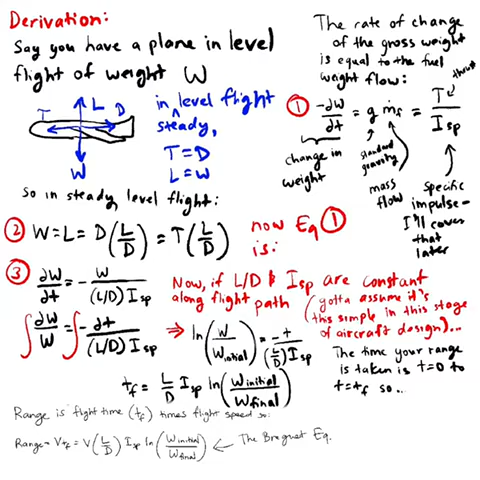 Derivation:
Say you have a plane in level
flight of weight W
T L D
W
in level flight
^ steady,
T = D
L = W
The rate of change
of the gross weight
is equal to the fuel
weight flow:
thrust
① -∂W/∂t = g ṁf = T/Isp
change in
weight
standard
gravity
mass
flow
specific
impulse-
I'll cover
that
later
So in steady level flight:
② W = L = D(L/D) = T(L/D)
now Eq ①
is:
③ ∂W/∂t = -W/((L/D) Isp)
Now, if L/D & Isp are constant
along flight path (gotta assume it's
this simple in this stage
of aircraft design)...
∫ ∂W/W = ∫ -∂t/((L/D) Isp) ⇒ ln(W/Winitial) = -t/((L/D) Isp)
The time your range
is taken is t=0 to
t=tf so..
tf = L/D Isp ln(Winitial/Wfinal)
Range is flight time (tf) times flight speed so:
Range = Vtf = V(L/D) Isp ln(Winitial/Wfinal) ← The Breguet Eq.